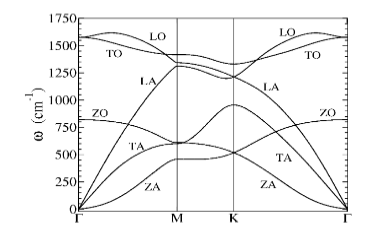 1750
LO
LO
1500
TO
TO
1250
LA
LA
ω (cm⁻¹)
1000
ZO
ZO
750
500
TA
TA
250
ZA
ZA
0
Γ M K Γ